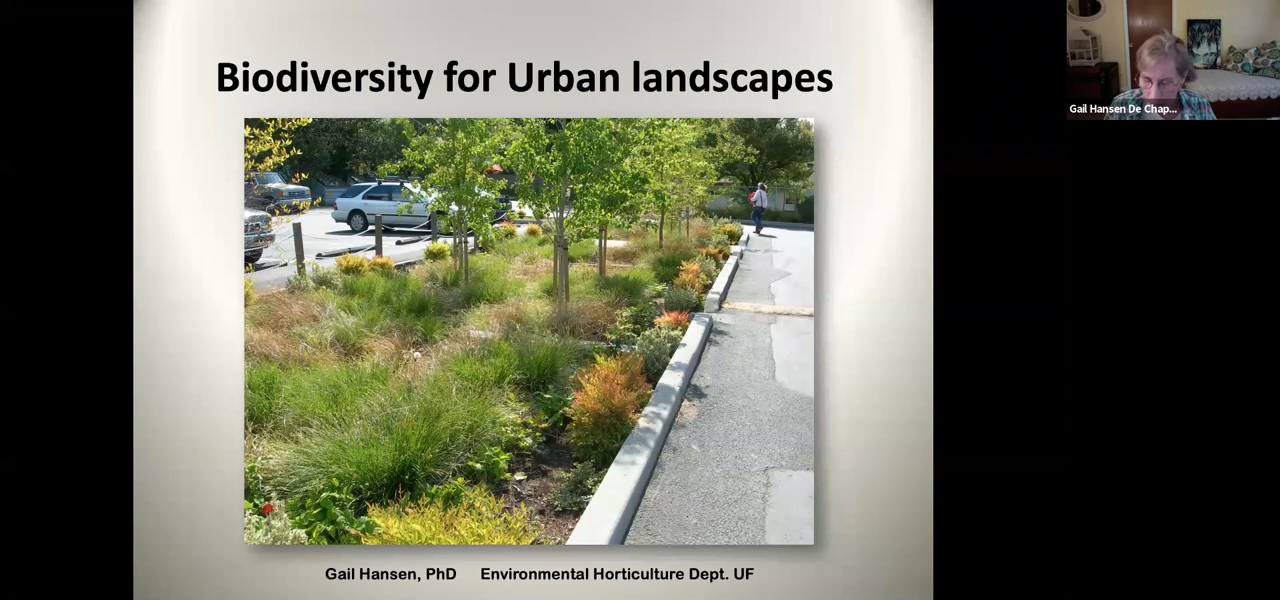 Biodiversity for Urban landscapes
Gail Hansen De Chap...
Gail Hansen, PhD Environmental Horticulture Dept. UF